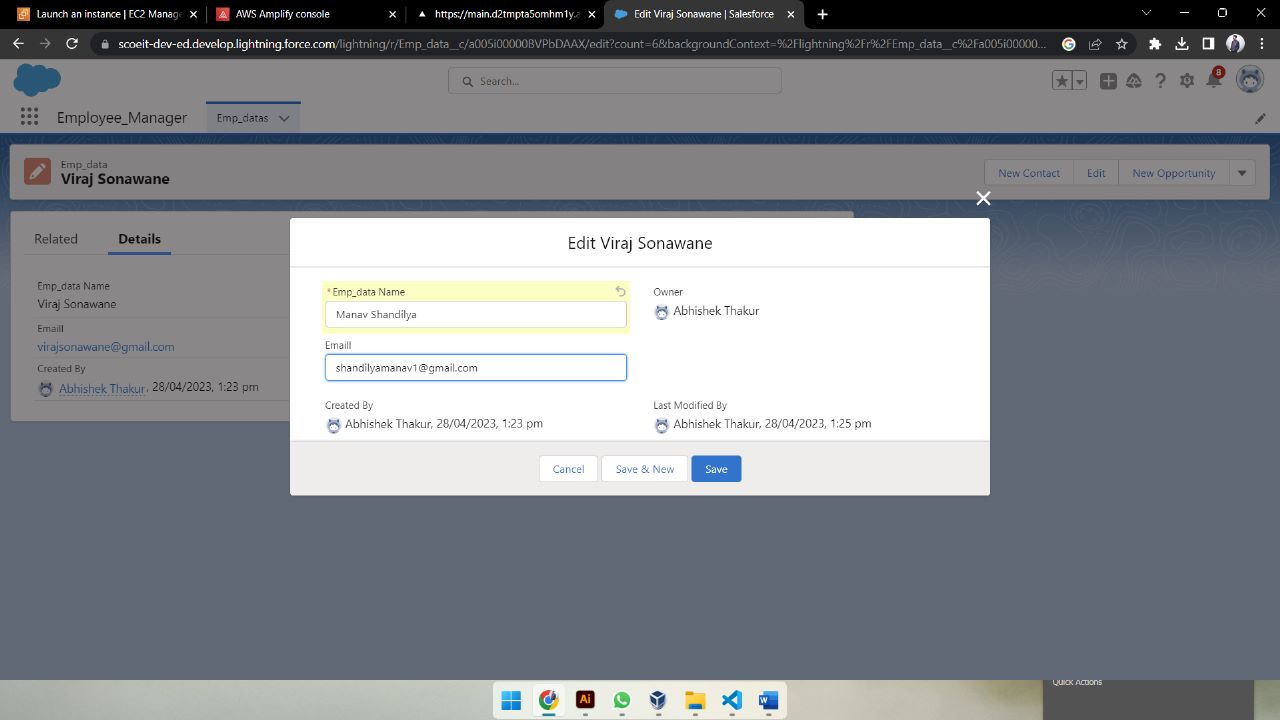 Launch an instance | EC2 Manage
AWS Amplify console
https://main.d2tmpta5omhm1y.a
Edit Viraj Sonawane | Salesforce
scoeit-dev-ed.develop.lightning.force.com/lightning/r/Emp_data__c/a005i00000BVPbDAAX/edit?count=6&backgroundContext=%2Flightning%2Fr%2FEmp_data__c%2Fa005i00000...
Search...
8
Employee_Manager
Emp_datas
Emp_data
Viraj Sonawane
New Contact
Edit
New Opportunity
Related
Details
Emp_data Name
Viraj Sonawane
Emaill
virajsonawane@gmail.com
Created By
Abhishek Thakur, 28/04/2023, 1:23 pm
Edit Viraj Sonawane
* Emp_data Name
Manav Shandilya
Owner
Abhishek Thakur
Emaill
shandilyamanav1@gmail.com
Created By
Abhishek Thakur, 28/04/2023, 1:23 pm
Last Modified By
Abhishek Thakur, 28/04/2023, 1:25 pm
Cancel
Save & New
Save
Quick Actions
Ai
W